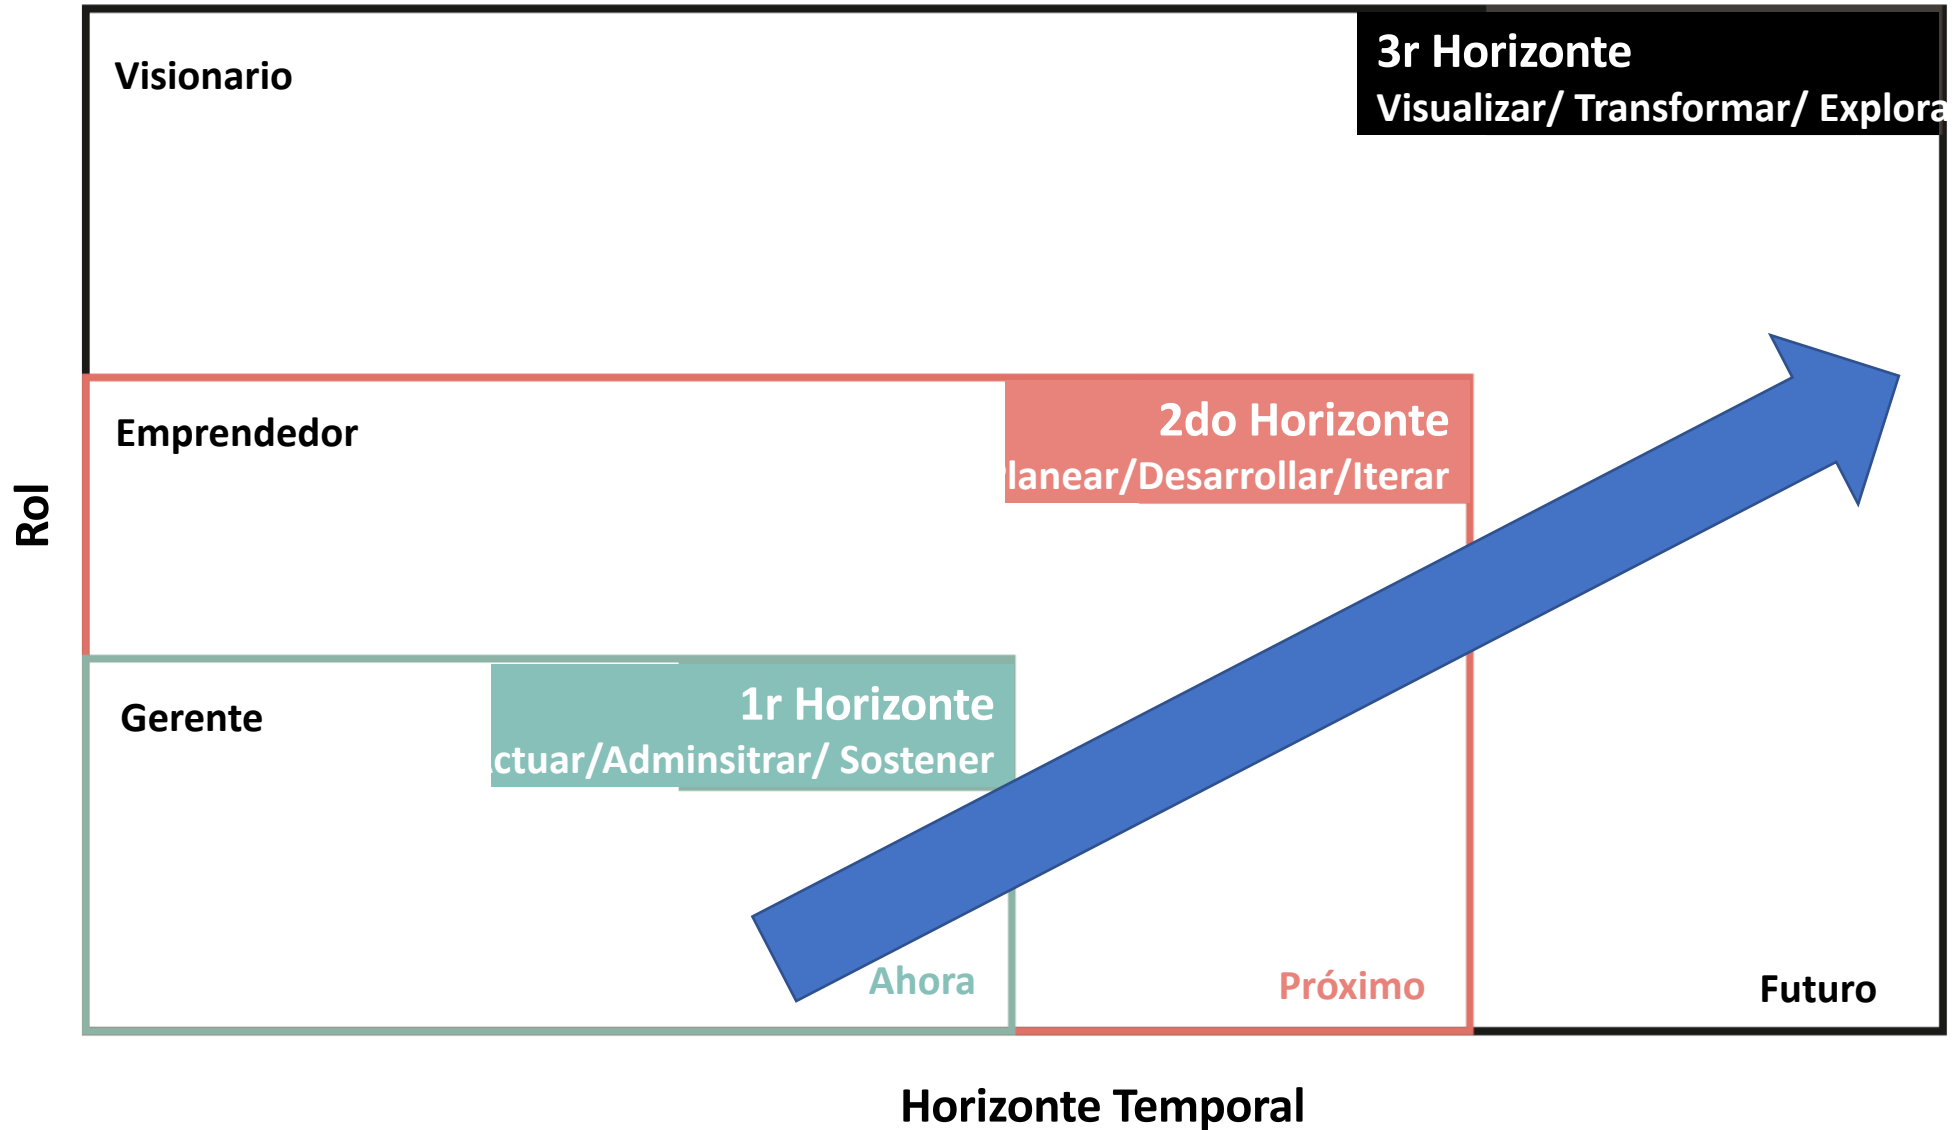 Visionario
3r Horizonte
Visualizar/ Transformar/ Explora
Emprendedor
2do Horizonte
lanear/Desarrollar/Iterar
Rol
Gerente
1r Horizonte
ctuar/Adminsitrar/ Sostener
Ahora
Próximo
Futuro
Horizonte Temporal